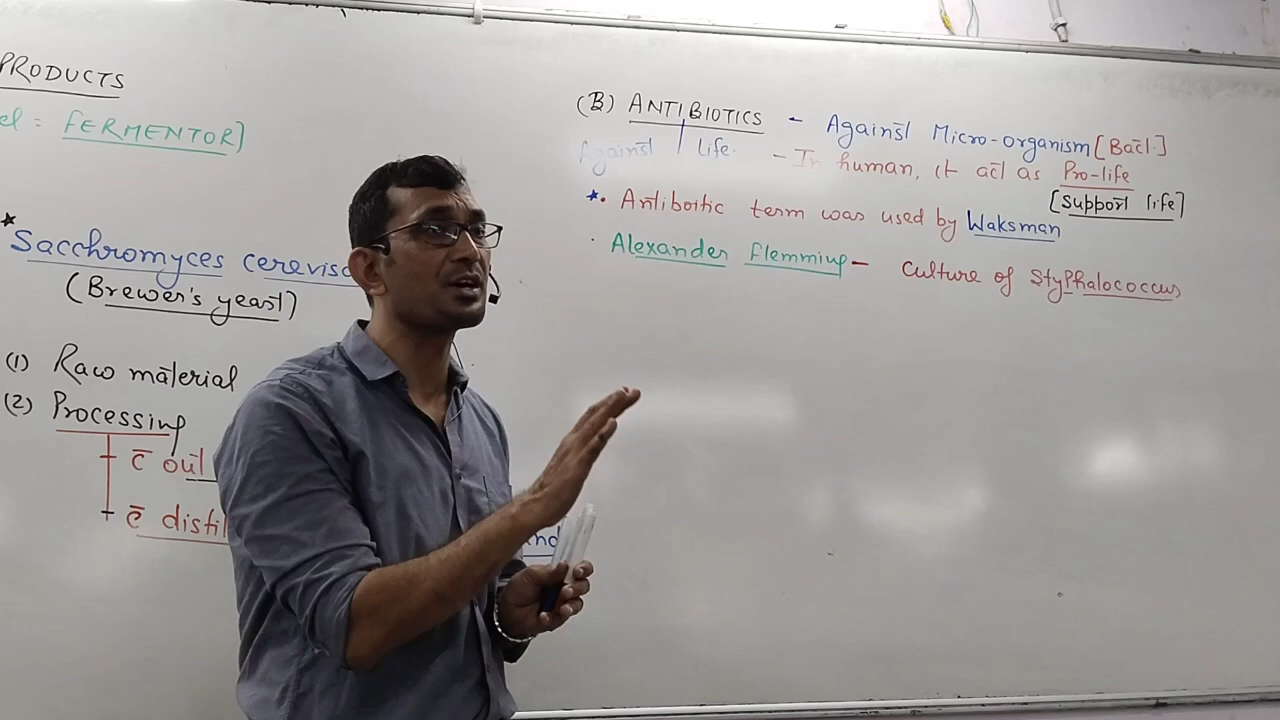 PRODUCTS
el = FERMENTOR]
* Sacchromyces cerevisa
(Brewer's yeast)
(1) Raw material
(2) Processing
c̄ out
c̄ distil
(B) ANTIBIOTICS - Against Micro-organism [Bact.]
Against / Life. - In human, it act as Pro-life
[Support life]
*. Antiboitic term was used by Waksman
. Alexander Flemming - Culture of Styphalococcus